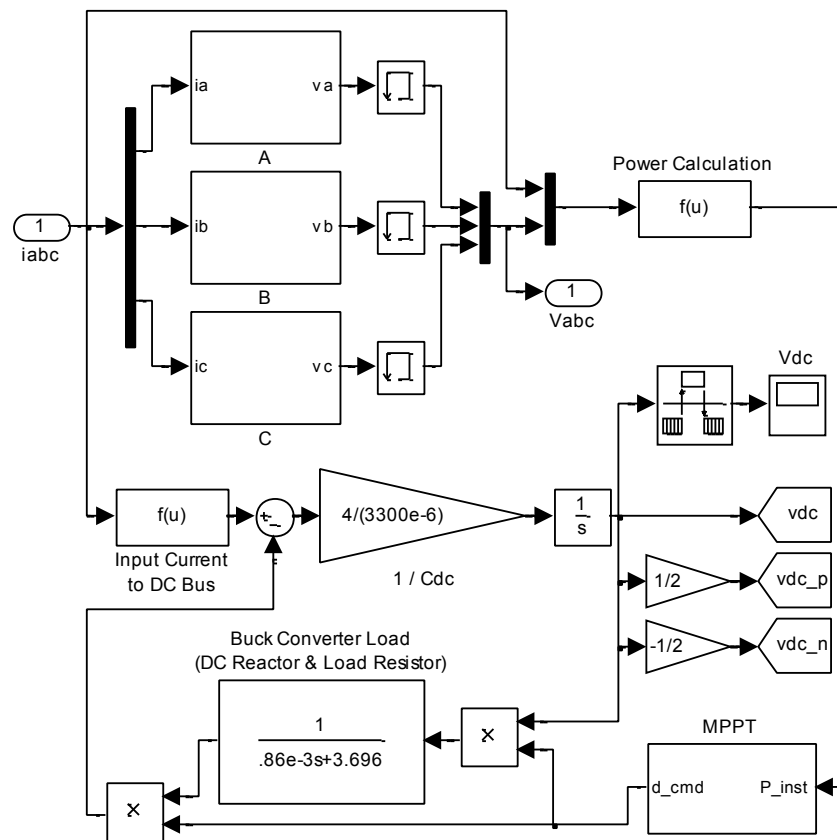 ia
va
A
Power Calculation
1
iabc
ib
vb
B
f(u)
1
Vabc
ic
vc
C
Vdc
f(u)
Input Current
to DC Bus
+
-
4/(3300e-6)
1 / Cdc
1
s
vdc
1/2
vdc_p
-1/2
vdc_n
Buck Converter Load
(DC Reactor & Load Resistor)
1
.86e-3s+3.696
X
MPPT
d_cmd
P_inst
X